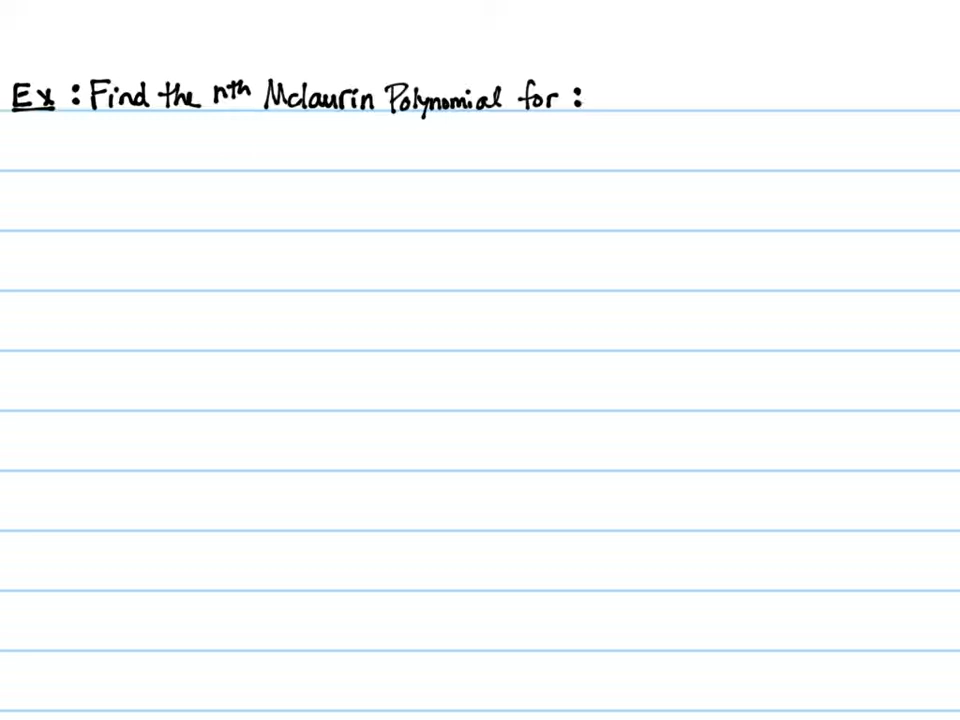 Ex : Find the nth Mclaurin Polynomial for :